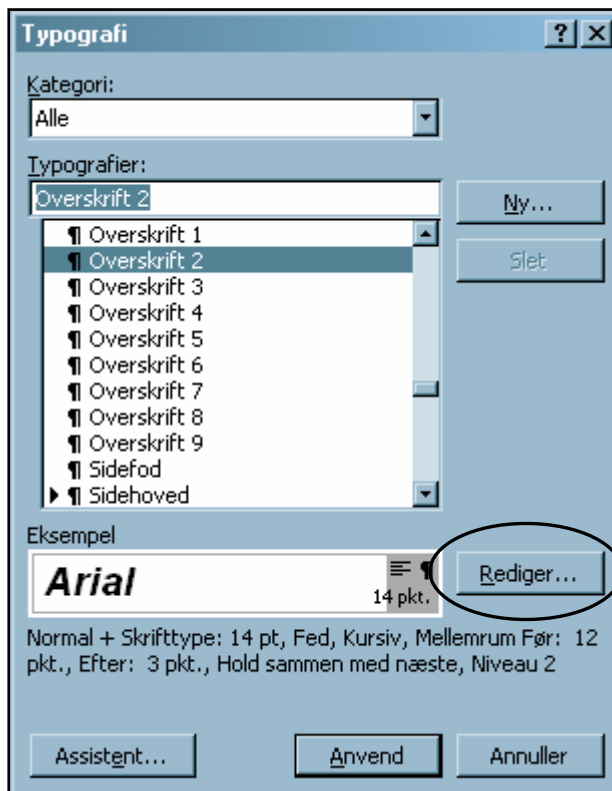 Typografi
Kategori:
Alle
Typografier:
Overskrift 2
Ny...
¶ Overskrift 1
¶ Overskrift 2
Slet
¶ Overskrift 3
¶ Overskrift 4
¶ Overskrift 5
¶ Overskrift 6
¶ Overskrift 7
¶ Overskrift 8
¶ Overskrift 9
¶ Sidefod
¶ Sidehoved
Eksempel
Arial
¶
14 pkt.
Rediger...
Normal + Skrifttype: 14 pt, Fed, Kursiv, Mellemrum Før: 12
pkt., Efter: 3 pkt., Hold sammen med næste, Niveau 2
Assistent...
Anvend
Annuller